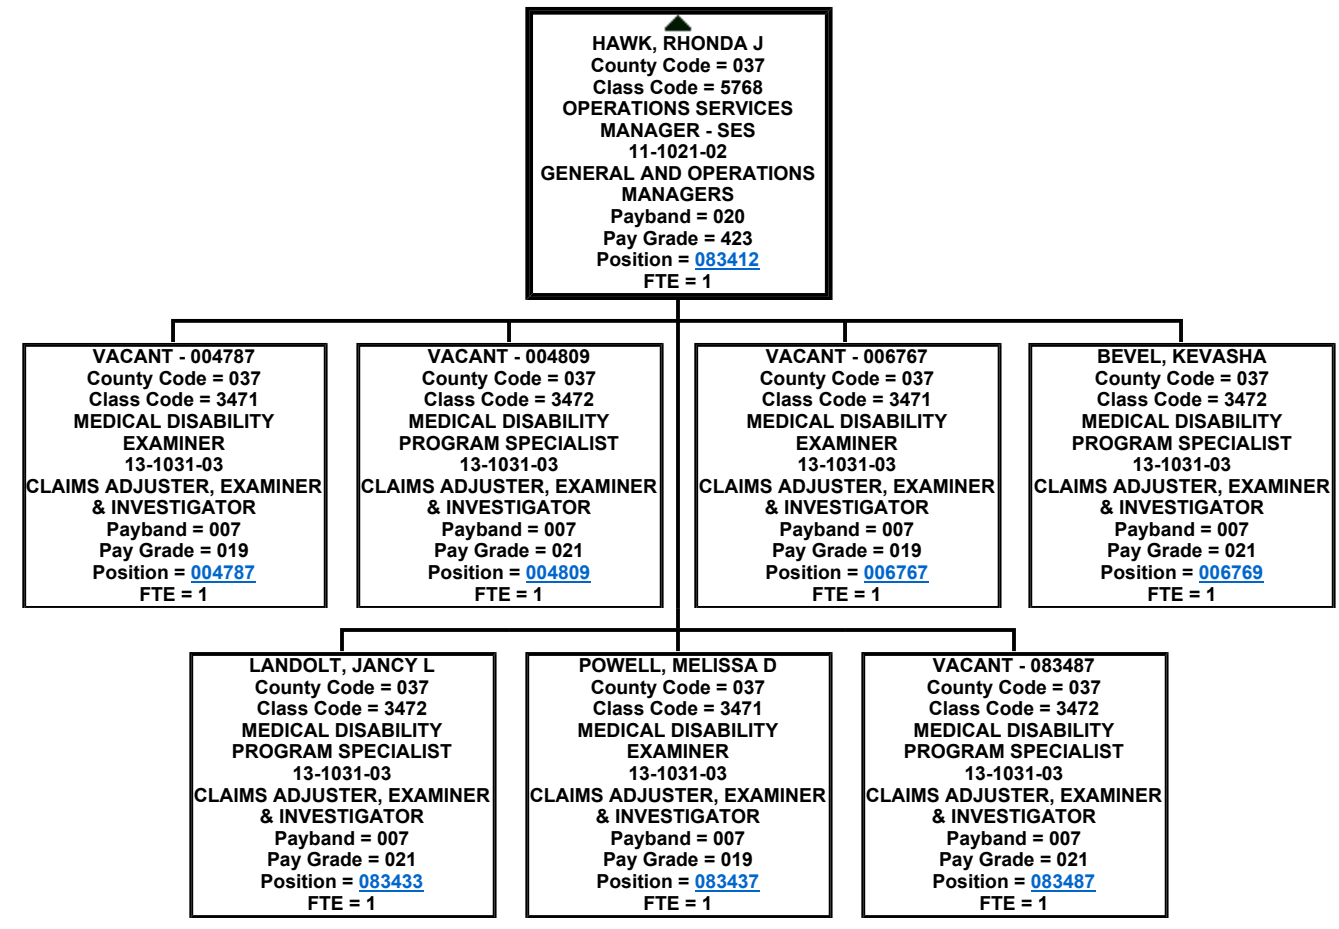 HAWK, RHONDA J
County Code = 037
Class Code = 5768
OPERATIONS SERVICES
MANAGER - SES
11-1021-02
GENERAL AND OPERATIONS
MANAGERS
Payband = 020
Pay Grade = 423
Position = 083412
FTE = 1
VACANT - 004787
County Code = 037
Class Code = 3471
MEDICAL DISABILITY
EXAMINER
13-1031-03
CLAIMS ADJUSTER, EXAMINER
& INVESTIGATOR
Payband = 007
Pay Grade = 019
Position = 004787
FTE = 1
VACANT - 004809
County Code = 037
Class Code = 3472
MEDICAL DISABILITY
PROGRAM SPECIALIST
13-1031-03
CLAIMS ADJUSTER, EXAMINER
& INVESTIGATOR
Payband = 007
Pay Grade = 021
Position = 004809
FTE = 1
VACANT - 006767
County Code = 037
Class Code = 3471
MEDICAL DISABILITY
EXAMINER
13-1031-03
CLAIMS ADJUSTER, EXAMINER
& INVESTIGATOR
Payband = 007
Pay Grade = 019
Position = 006767
FTE = 1
BEVEL, KEVASHA
County Code = 037
Class Code = 3472
MEDICAL DISABILITY
PROGRAM SPECIALIST
13-1031-03
CLAIMS ADJUSTER, EXAMINER
& INVESTIGATOR
Payband = 007
Pay Grade = 021
Position = 006769
FTE = 1
LANDOLT, JANCY L
County Code = 037
Class Code = 3472
MEDICAL DISABILITY
PROGRAM SPECIALIST
13-1031-03
CLAIMS ADJUSTER, EXAMINER
& INVESTIGATOR
Payband = 007
Pay Grade = 021
Position = 083433
FTE = 1
POWELL, MELISSA D
County Code = 037
Class Code = 3471
MEDICAL DISABILITY
EXAMINER
13-1031-03
CLAIMS ADJUSTER, EXAMINER
& INVESTIGATOR
Payband = 007
Pay Grade = 019
Position = 083437
FTE = 1
VACANT - 083487
County Code = 037
Class Code = 3472
MEDICAL DISABILITY
PROGRAM SPECIALIST
13-1031-03
CLAIMS ADJUSTER, EXAMINER
& INVESTIGATOR
Payband = 007
Pay Grade = 021
Position = 083487
FTE = 1